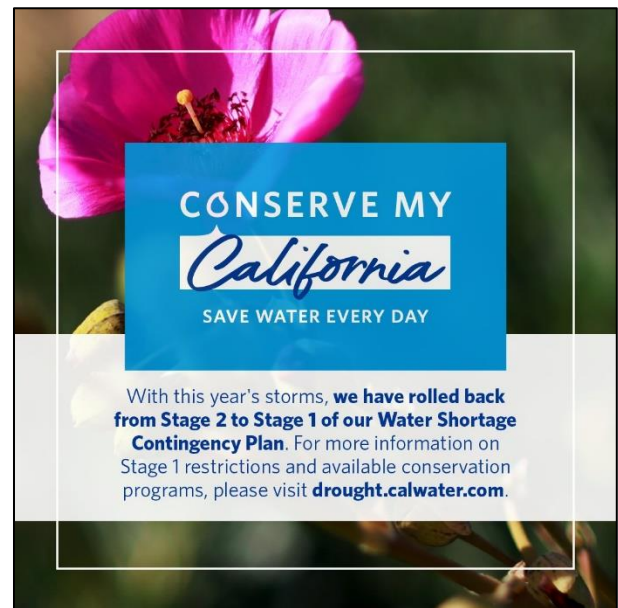 CONSERVE MY
California
SAVE WATER EVERY DAY
With this year's storms, we have rolled back
from Stage 2 to Stage 1 of our Water Shortage
Contingency Plan. For more information on
Stage 1 restrictions and available conservation
programs, please visit drought.calwater.com.